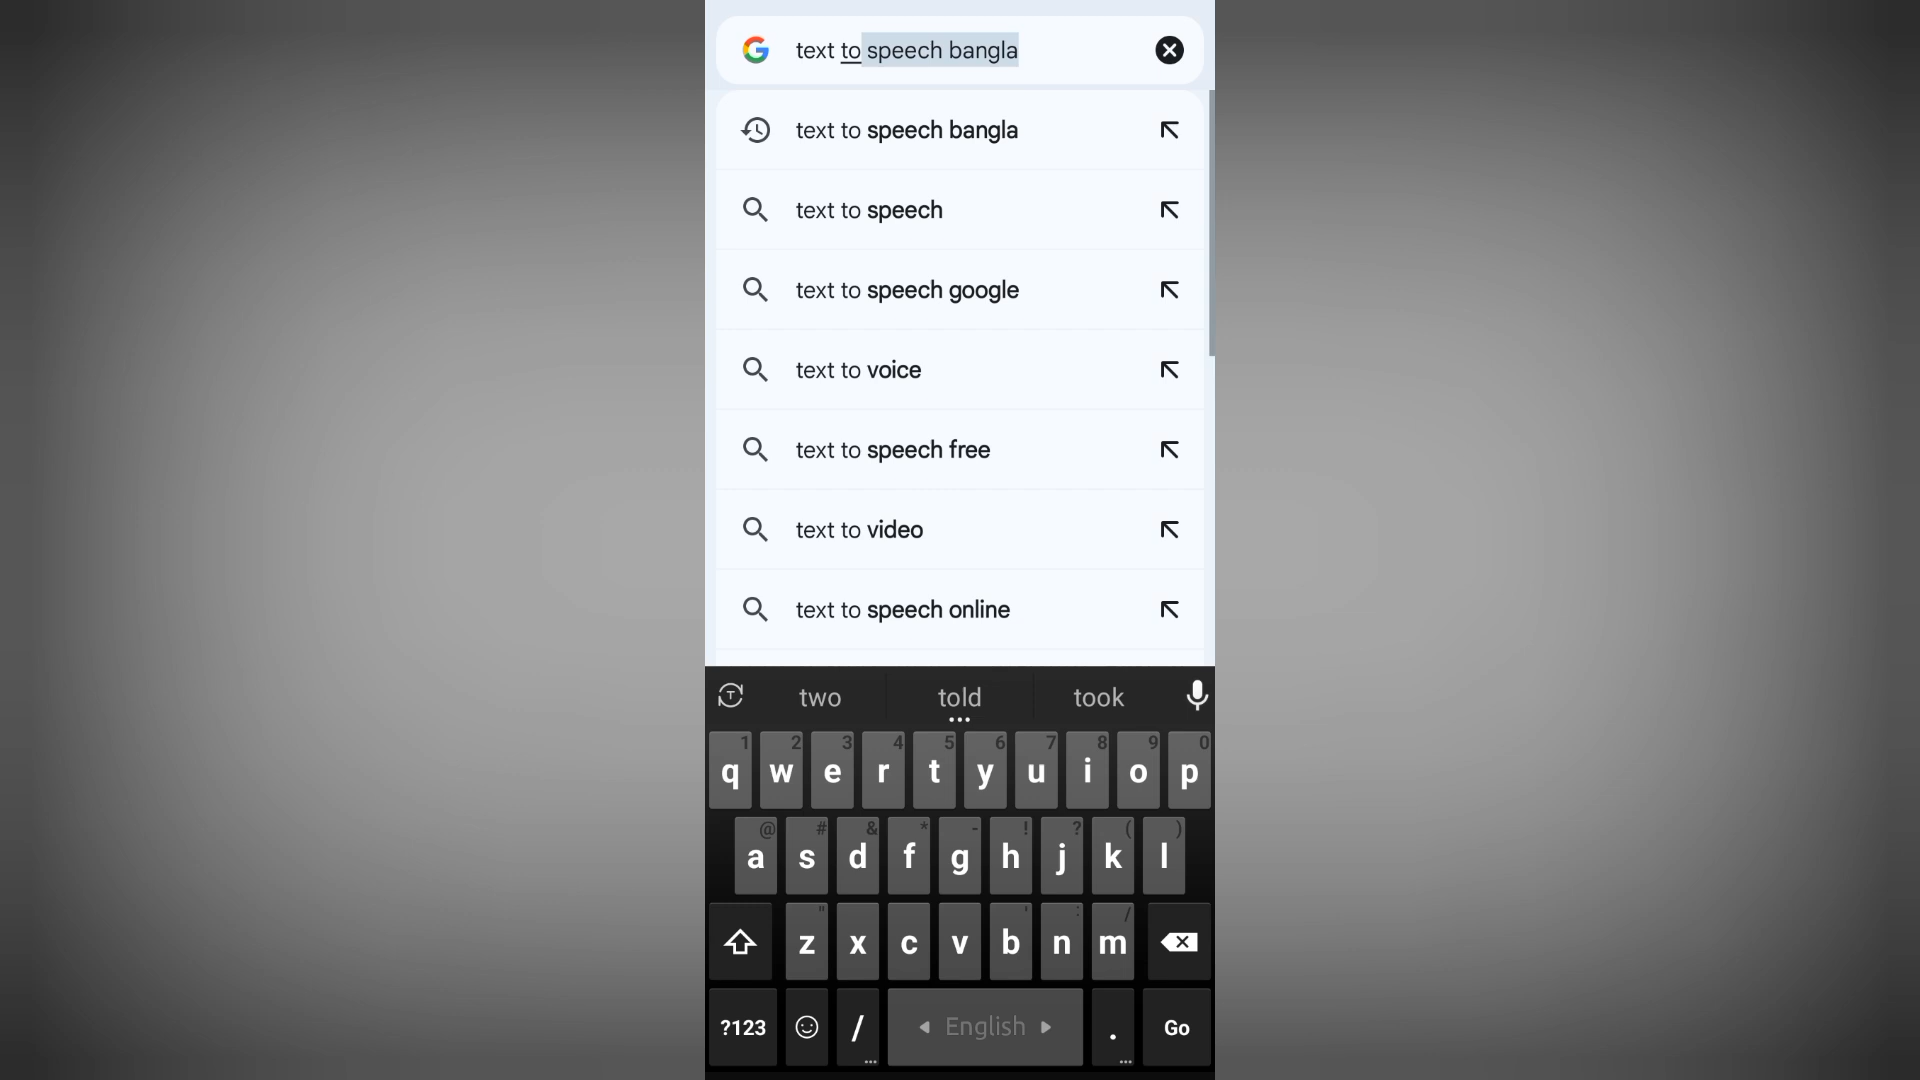 text to speech bangla
text to speech bangla
text to speech
text to speech google
text to voice
text to speech free
text to video
text to speech online
T two told took
1 2 3 4 5 6 7 8 9 0
q w e r t y u i o p
@ # & * - ! ? ( )
a s d f g h j k l
" ' : /
z x c v b n m
?123 / English . Go